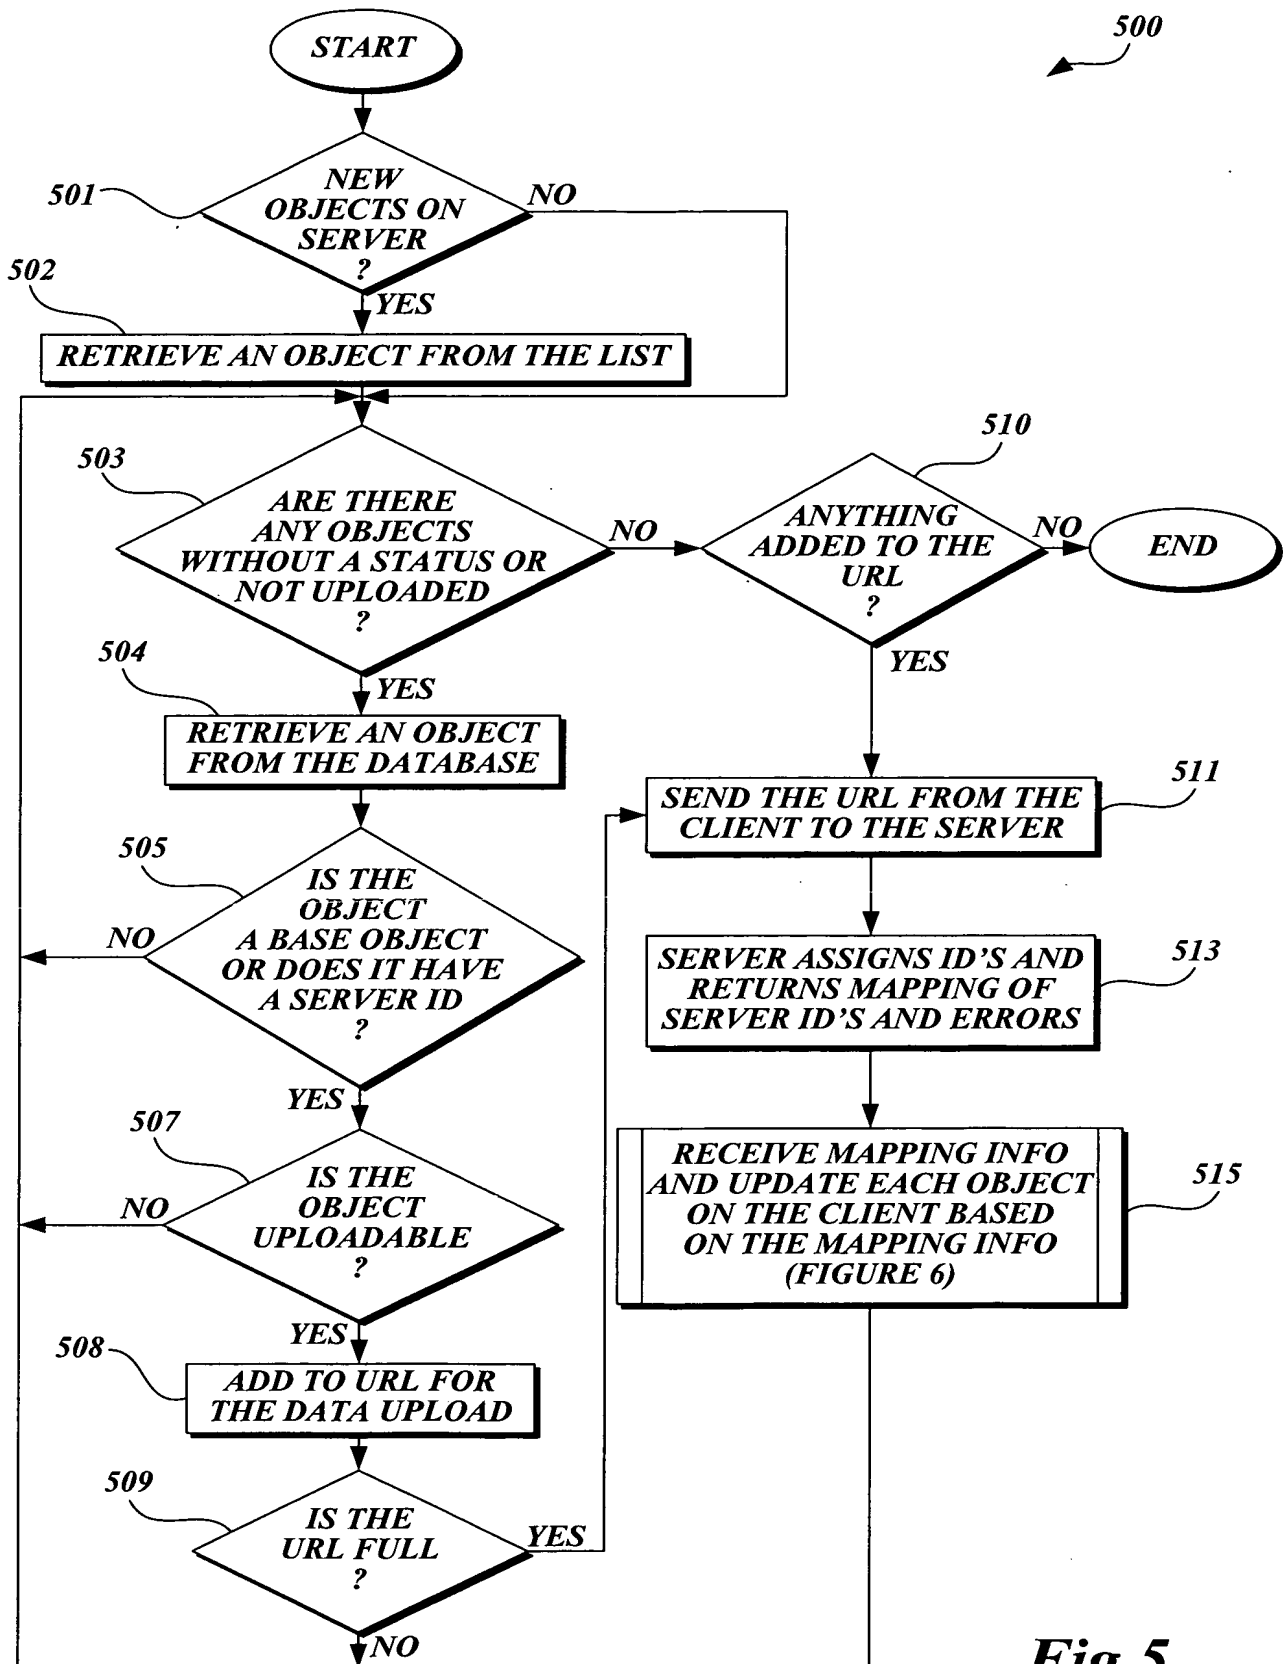 START
500
501
NEW
OBJECTS ON
SERVER
?
NO
YES
502
RETRIEVE AN OBJECT FROM THE LIST
503
ARE THERE
ANY OBJECTS
WITHOUT A STATUS OR
NOT UPLOADED
?
NO
510
ANYTHING
ADDED TO THE
URL
?
NO
END
YES
YES
504
RETRIEVE AN OBJECT
FROM THE DATABASE
511
SEND THE URL FROM THE
CLIENT TO THE SERVER
505
IS THE
OBJECT
A BASE OBJECT
OR DOES IT HAVE
A SERVER ID
?
NO
YES
513
SERVER ASSIGNS ID'S AND
RETURNS MAPPING OF
SERVER ID'S AND ERRORS
507
IS THE
OBJECT
UPLOADABLE
?
NO
YES
515
RECEIVE MAPPING INFO
AND UPDATE EACH OBJECT
ON THE CLIENT BASED
ON THE MAPPING INFO
(FIGURE 6)
508
ADD TO URL FOR
THE DATA UPLOAD
509
IS THE
URL FULL
?
YES
NO
Fig. 5